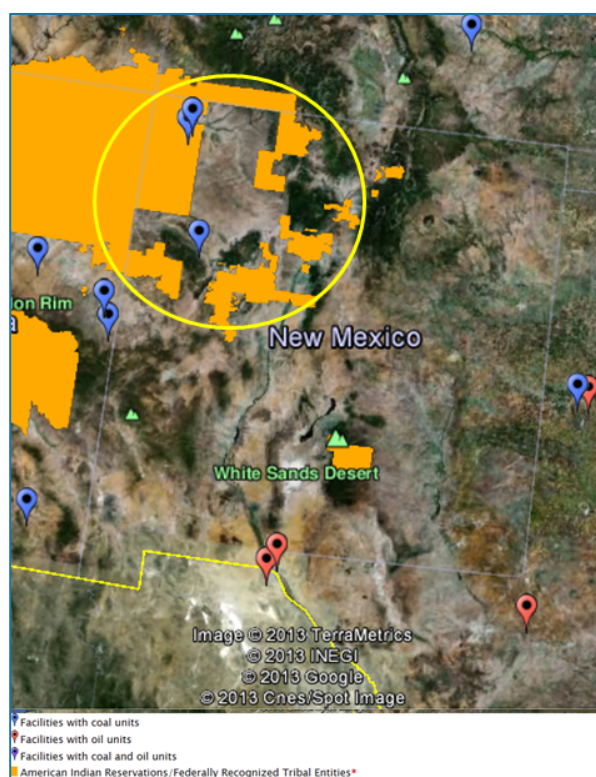 ion Rim
a
New Mexico
White Sands Desert
Image © 2013 TerraMetrics
© 2013 INEGI
© 2013 Google
© 2013 Cnes/Spot Image
Facilities with coal units
Facilities with oil units
Facilities with coal and oil units
American Indian Reservations/Federally Recognized Tribal Entities*